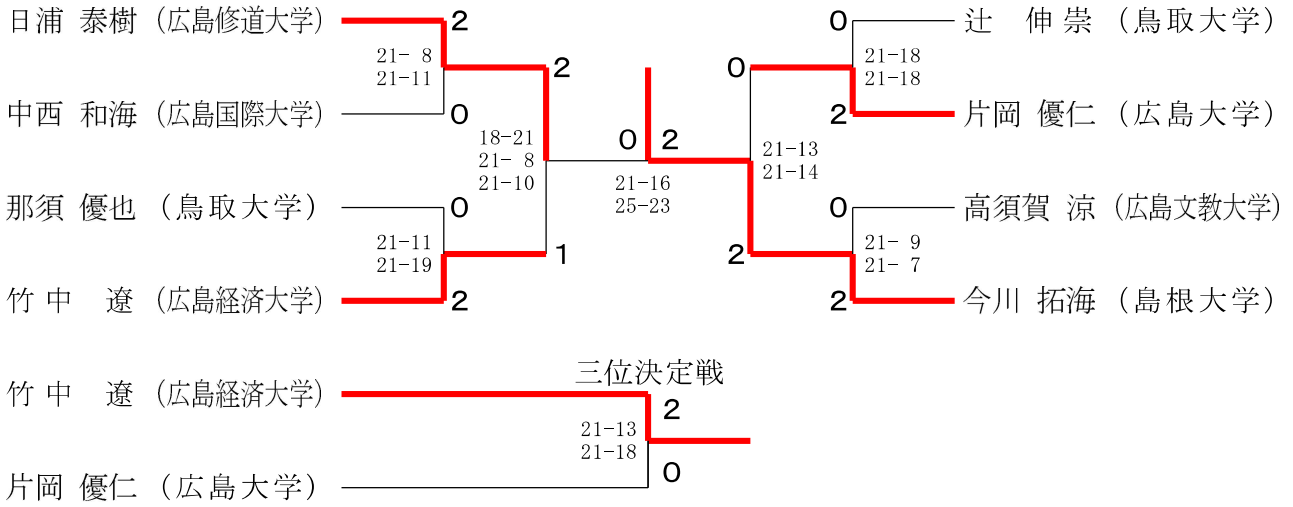 日浦 泰樹 (広島修道大学)
2
0
辻 伸崇 (鳥取大学)
21- 8
21-11
2
0
21-18
21-18
中西 和海 (広島国際大学)
0
2
片岡 優仁 (広島大学)
18-21
21- 8
21-10
0 2
21-16
25-23
21-13
21-14
那須 優也 (鳥取大学)
0
0
高須賀 涼 (広島文教大学)
21-11
21-19
1
2
21- 9
21- 7
竹中 遼 (広島経済大学)
2
2
今川 拓海 (島根大学)
三位決定戦
竹中 遼 (広島経済大学)
2
21-13
21-18
0
片岡 優仁 (広島大学)